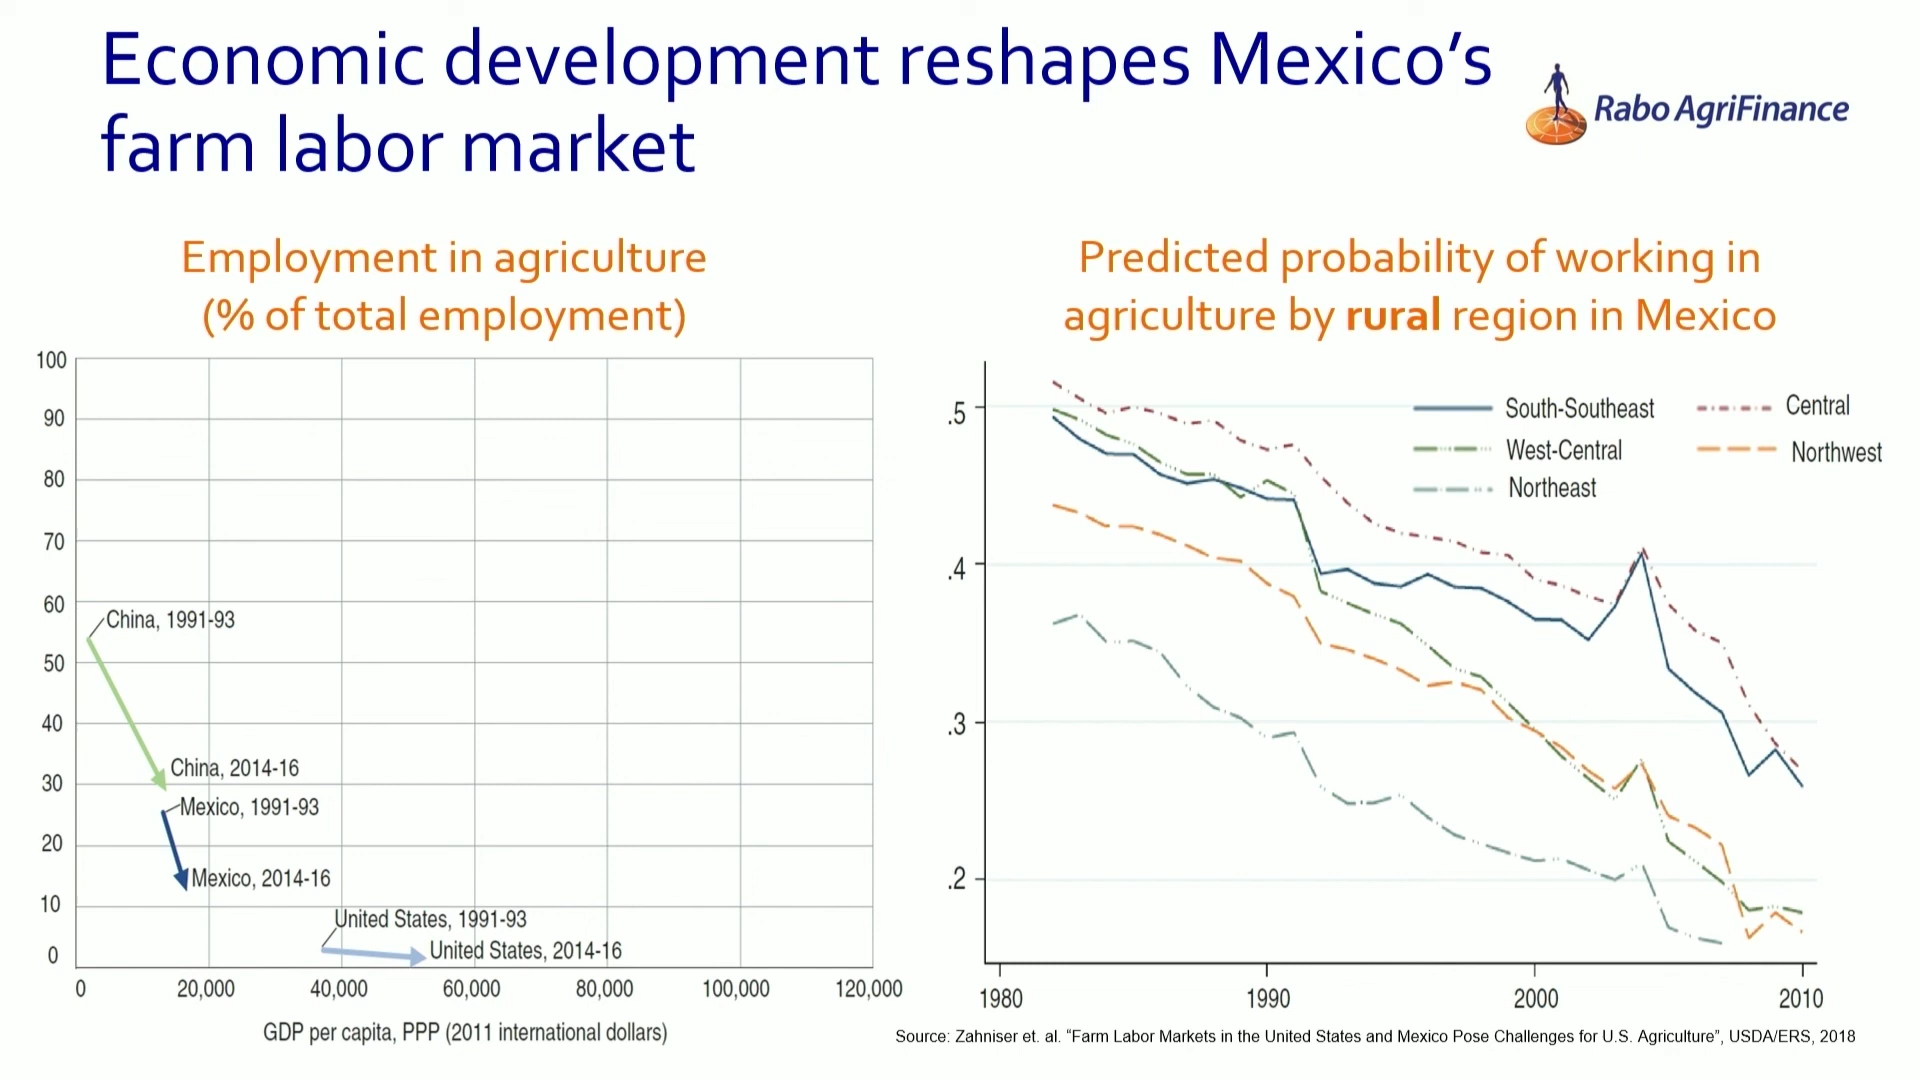 Economic development reshapes Mexico’s
farm labor market
Rabo AgriFinance
Employment in agriculture
(% of total employment)
100
90
80
70
60
50
40
30
20
10
0
China, 1991-93
China, 2014-16
Mexico, 1991-93
Mexico, 2014-16
United States, 1991-93
United States, 2014-16
0 20,000 40,000 60,000 80,000 100,000 120,000
GDP per capita, PPP (2011 international dollars)
Predicted probability of working in
agriculture by rural region in Mexico
.5
.4
.3
.2
South-Southeast Central
West-Central Northwest
Northeast
1980 1990 2000 2010
Source: Zahniser et. al. “Farm Labor Markets in the United States and Mexico Pose Challenges for U.S. Agriculture”, USDA/ERS, 2018